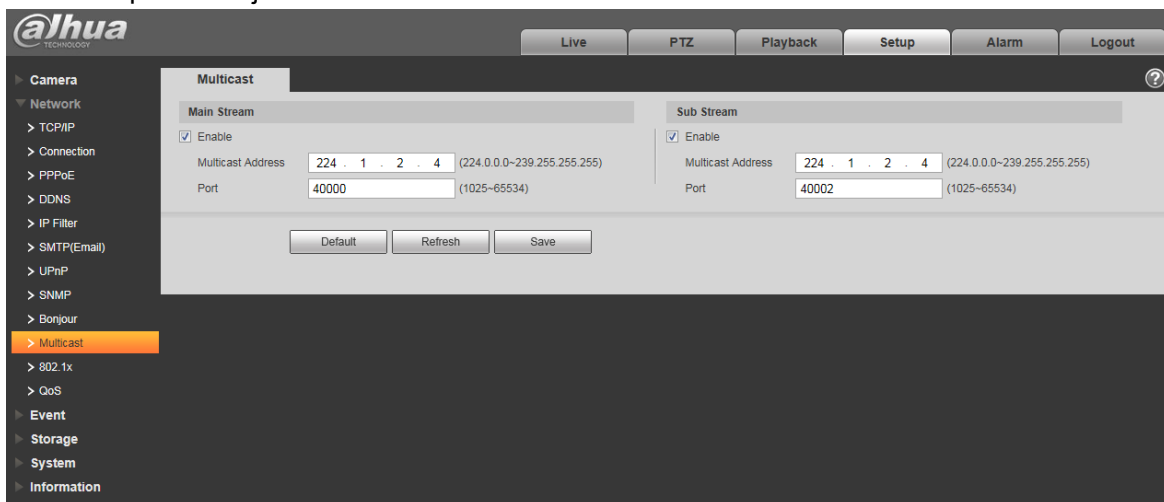 alhua
TECHNOLOGY
Live PTZ Playback Setup Alarm Logout
Camera
Network
> TCP/IP
> Connection
> PPPoE
> DDNS
> IP Filter
> SMTP(Email)
> UPnP
> SNMP
> Bonjour
> Multicast
> 802.1x
> QoS
Event
Storage
System
Information
Multicast
?
Main Stream
Enable
Multicast Address 224 . 1 . 2 . 4 (224.0.0.0~239.255.255.255)
Port 40000 (1025~65534)
Sub Stream
Enable
Multicast Address 224 . 1 . 2 . 4 (224.0.0.0~239.255.255.255)
Port 40002 (1025~65534)
Default Refresh Save